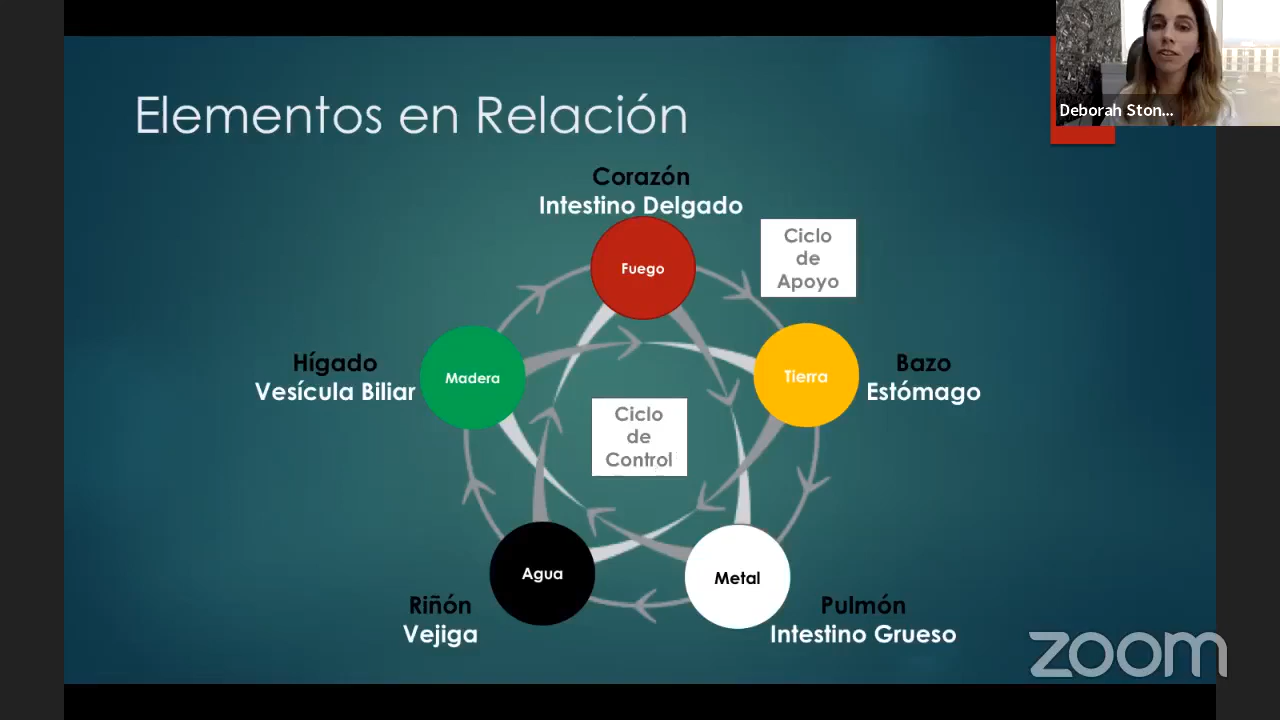 Elementos en Relación
Deborah Ston...
Corazón
Intestino Delgado
Fuego
Ciclo
de
Apoyo
Hígado
Vesícula Biliar
Madera
Tierra
Bazo
Estómago
Ciclo
de
Control
Agua
Metal
Riñón
Vejiga
Pulmón
Intestino Grueso
zoom